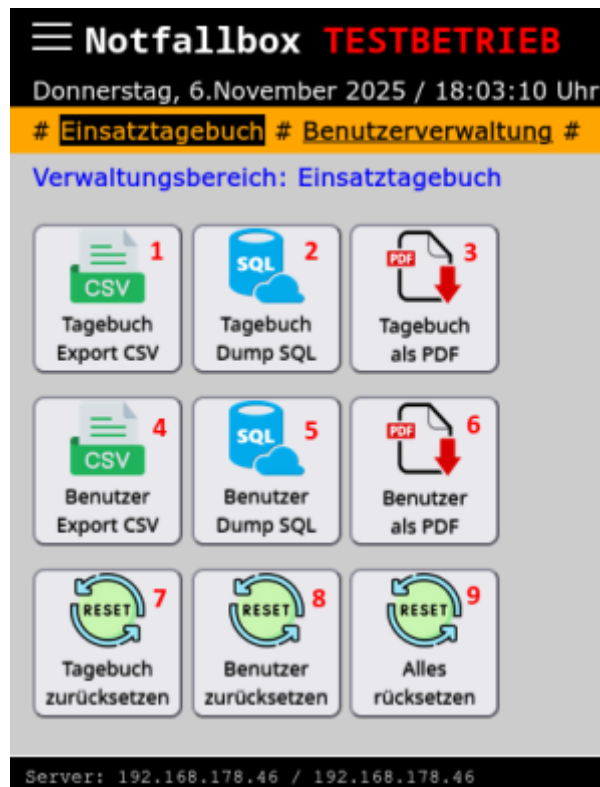 Notfallbox TESTBETRIEB
Donnerstag, 6.November 2025 / 18:03:10 Uhr
# Einsatztagebuch # Benutzerverwaltung #
Verwaltungsbereich: Einsatztagebuch
CSV 1
Tagebuch
Export CSV
SQL 2
Tagebuch
Dump SQL
PDF 3
Tagebuch
als PDF
CSV 4
Benutzer
Export CSV
SQL 5
Benutzer
Dump SQL
PDF 6
Benutzer
als PDF
RESET 7
Tagebuch
zurücksetzen
RESET 8
Benutzer
zurücksetzen
RESET 9
Alles
rücksetzen
Server: 192.168.178.46 / 192.168.178.46